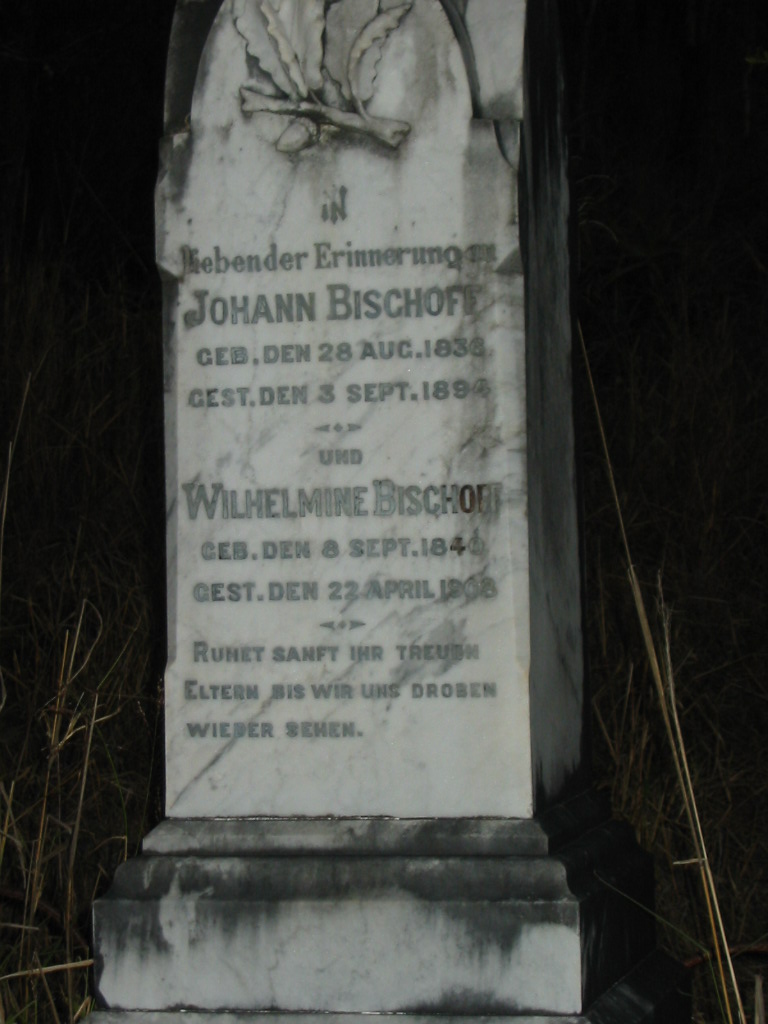 IN
Liebender Erinnerung an
JOHANN BISCHOFF
GEB. DEN 28 AUG. 1838
GEST. DEN 3 SEPT. 1894
UND
WILHELMINE BISCHOFF
GEB. DEN 8 SEPT.
GEST. DEN 22 APRIL 1908
RUHET SANFT IHR TREUEN
ELTERN BIS WIR UNS DROBEN
WIEDER SEHEN.